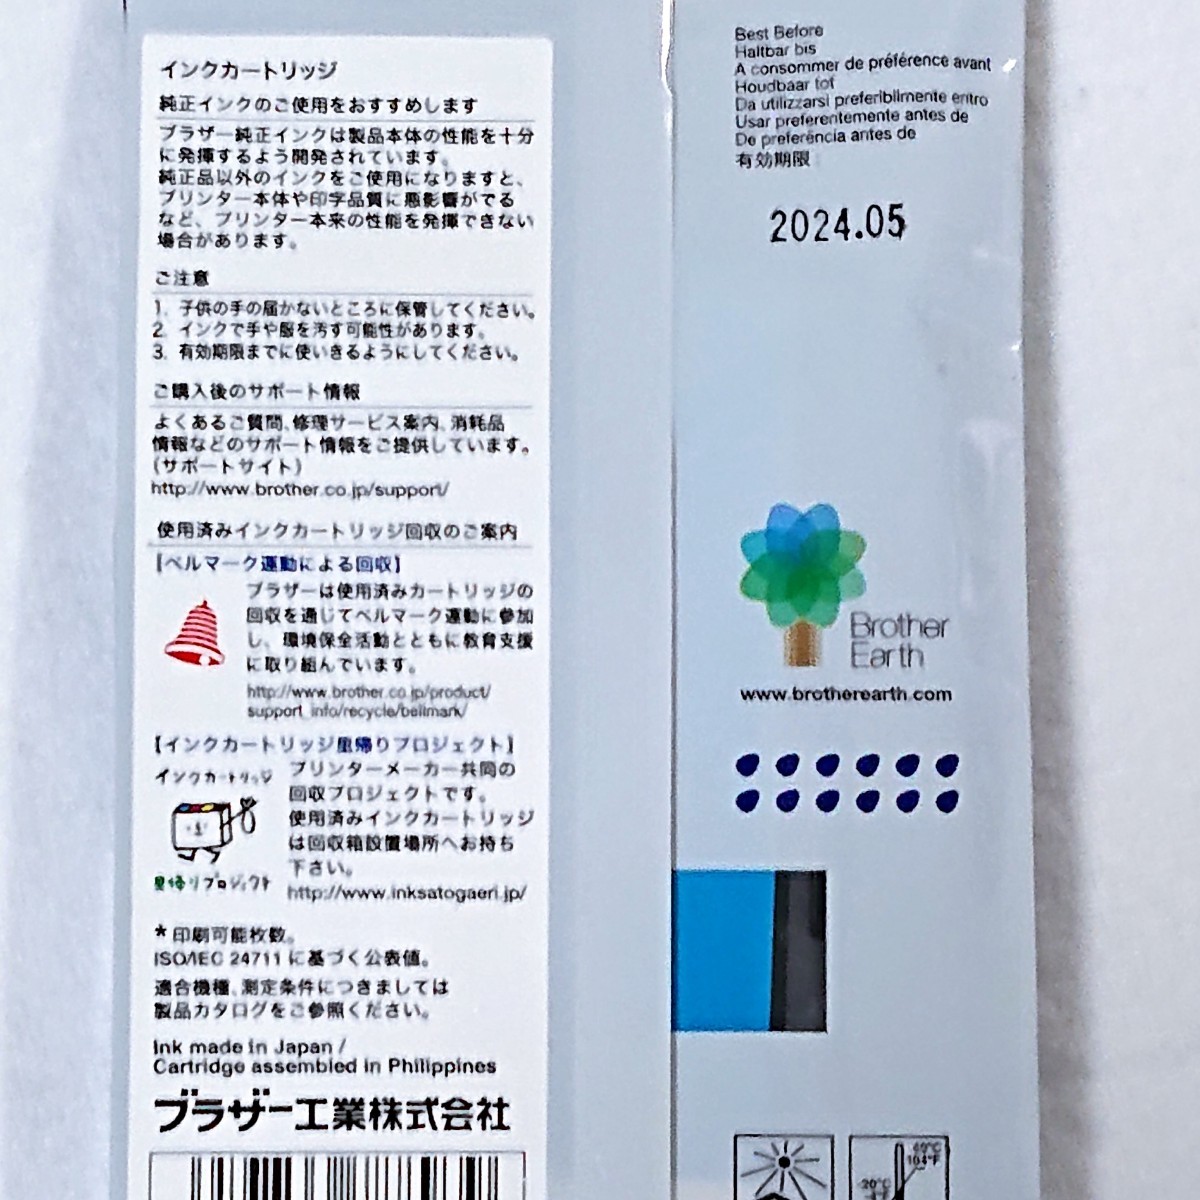 インクカートリッジ
純正インクのご使用をおすすめします
ブラザー純正インクは製品本体の性能を十分
に発揮するよう開発されています。
純正品以外のインクをご使用になりますと、
プリンター本体や印字品質に悪影響がでる
など、プリンター本来の性能を発揮できない
場合があります。
ご注意
1. 子供の手の届かないところに保管してください。
2. インクで手や服を汚す可能性があります。
3. 有効期限までに使いきるようにしてください。
ご購入後のサポート情報
よくあるご質問、修理サービス案内、消耗品
情報などのサポート情報をご提供しています。
(サポートサイト)
http://www.brother.co.jp/support/
使用済みインクカートリッジ回収のご案内
【ベルマーク運動による回収】
ブラザーは使用済みカートリッジの
回収を通じてベルマーク運動に参加
し、環境保全活動とともに教育支援
に取り組んでいます。
http://www.brother.co.jp/product/
support_info/recycle/bellmark/
【インクカートリッジ里帰りプロジェクト】
インクカートリッジ
里帰りプロジェクト
プリンターメーカー共同の
回収プロジェクトです。
使用済みインクカートリッジ
は回収箱設置場所へお持ち
下さい。
http://www.inksatogaeri.jp/
*印刷可能枚数。
ISO/IEC 24711 に基づく公表値。
適合機種、測定条件につきましては
製品カタログをご参照ください。
Ink made in Japan /
Cartridge assembled in Philippines
ブラザー工業株式会社
Best Before
Haltbar bis
A consommer de préférence avant
Houdbaar tot
Da utilizzarsi preferibilmente entro
Usar preferentemente antes de
De preferência antes de
有効期限
2024.05
Brother
Earth
www.brotherearth.com
104°F
-20°C